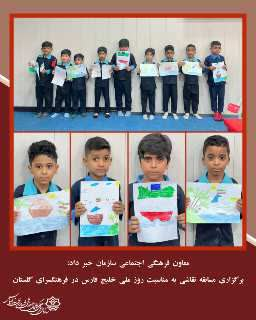 معاون فرهنگی اجتماعی سازمان خبر داد:
برگزاری مسابقه نقاشی به مناسبت روز ملی خلیج فارس در فرهنگسرای گلستان